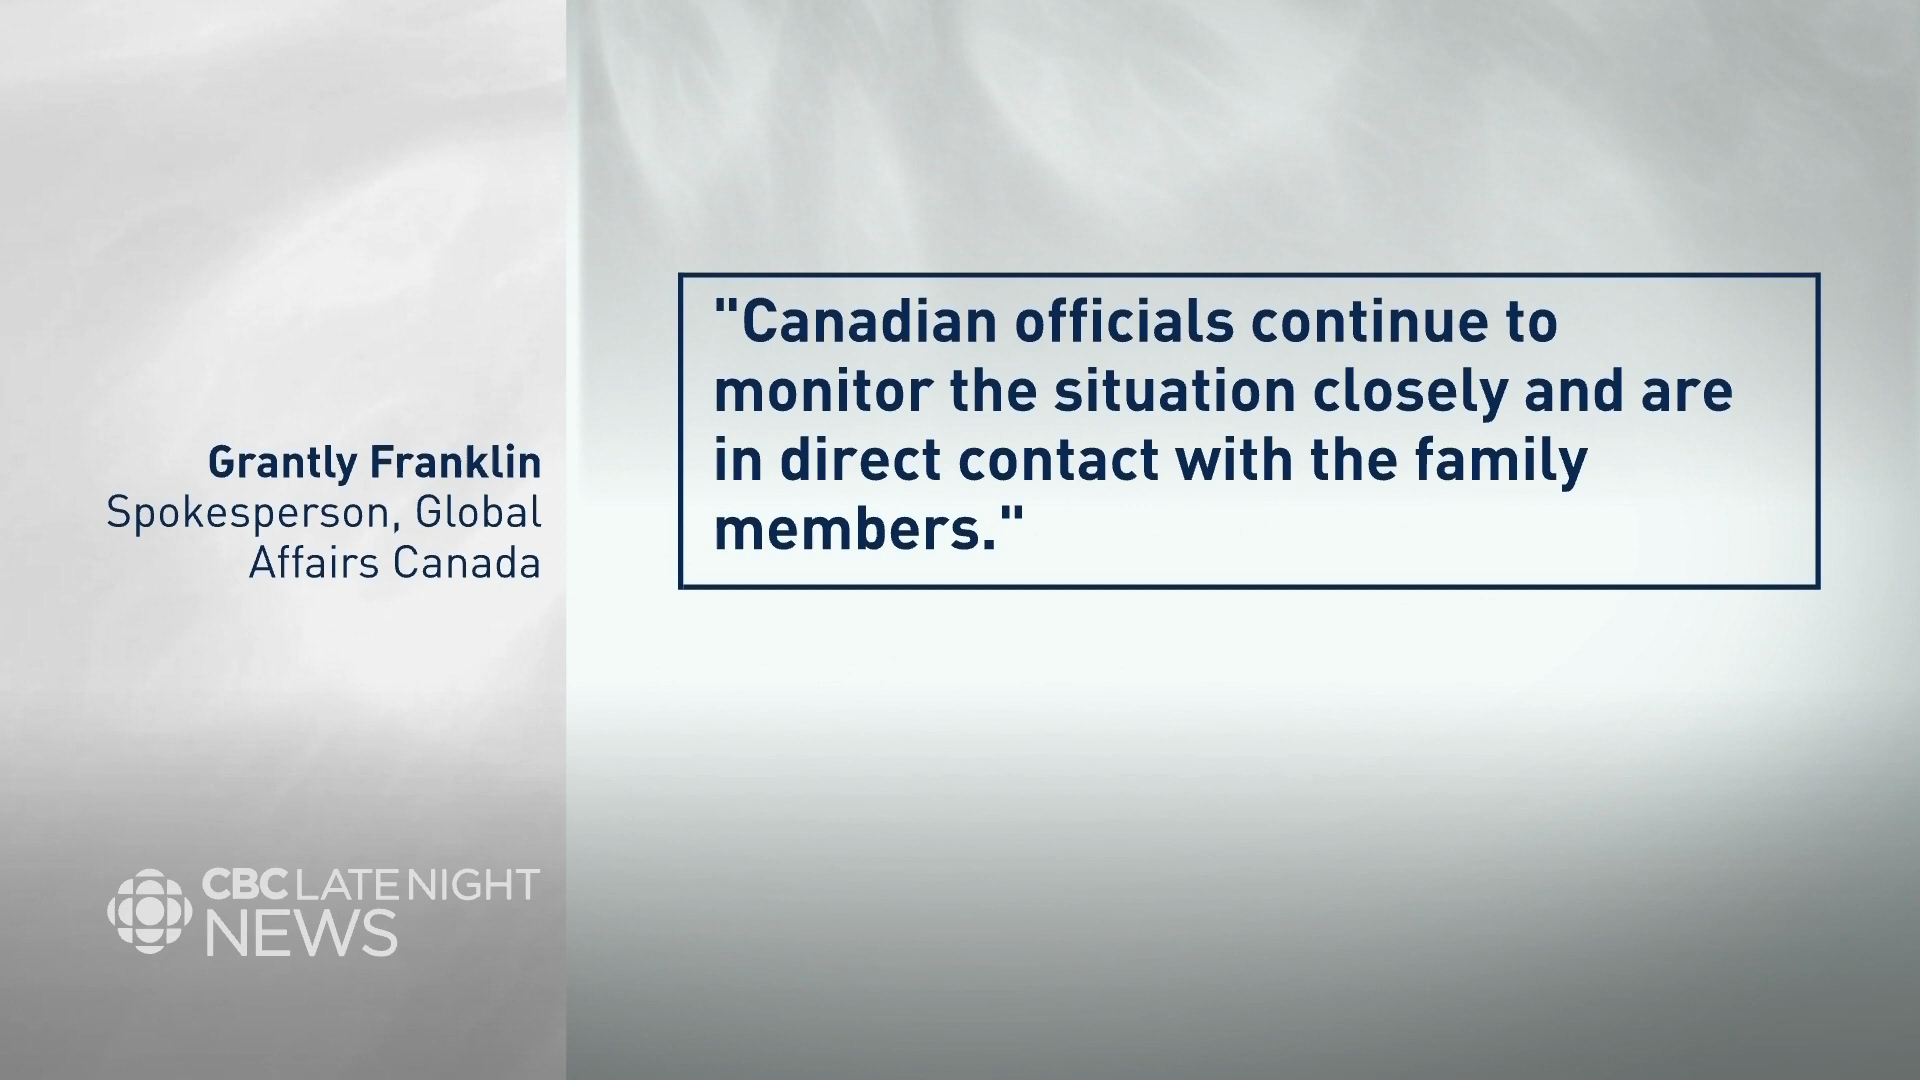 Grantly Franklin
Spokesperson, Global
Affairs Canada
"Canadian officials continue to
monitor the situation closely and are
in direct contact with the family
members."
CBC LATE NIGHT
NEWS